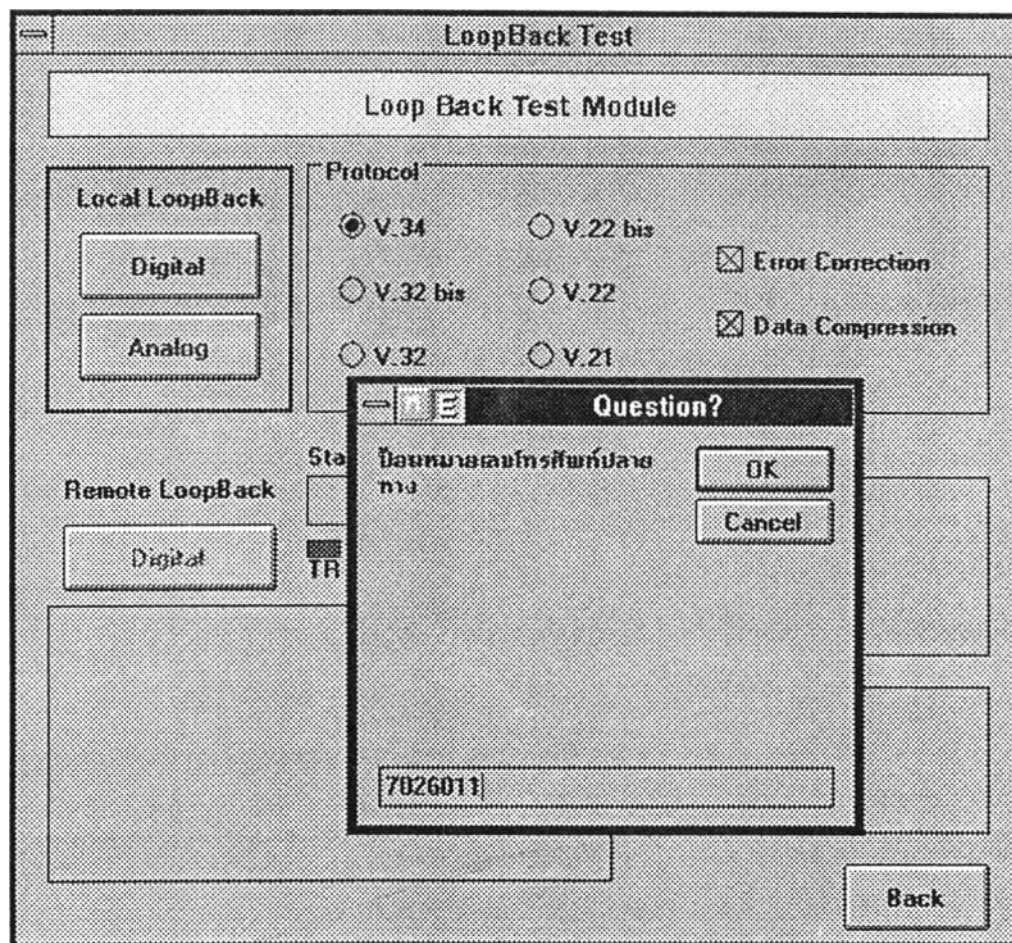 LoopBack Test
Loop Back Test Module
Local LoopBack
Digital
Analog
Protocol
V.34
V.22 bis
V.32 bis
V.22
V.32
V.21
Error Correction
Data Compression
Remote LoopBack
Digital
Sta
TR
Question?
ป้อนหมายเลขโทรศัพท์ปลาย
ทาง
OK
Cancel
7026011
Back